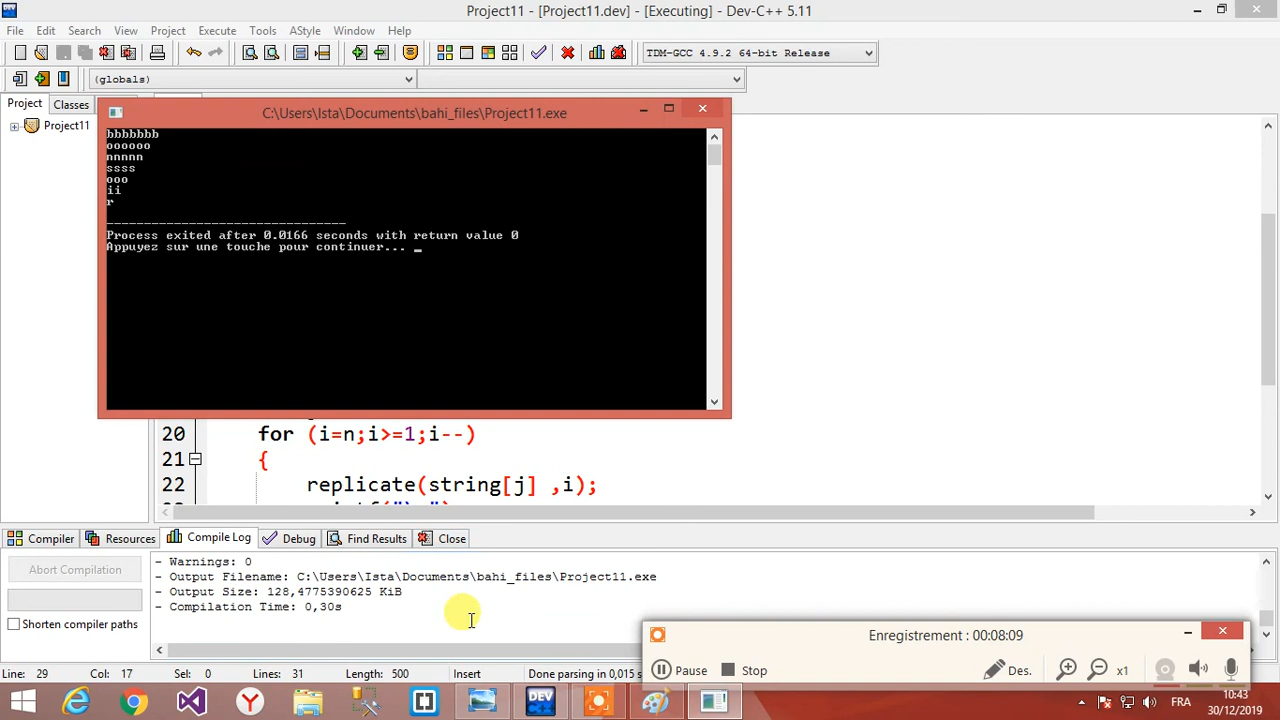 Project11 - [Project11.dev] - [Executing] - Dev-C++ 5.11
File Edit Search View Project Execute Tools AStyle Window Help
TDM-GCC 4.9.2 64-bit Release
(globals)
Project Classes
Project11
C:\Users\Ista\Documents\bahi_files\Project11.exe
bbbbbbb
oooooo
nnnnn
ssss
ooo
ii
r
--------------------------------
Process exited after 0.0166 seconds with return value 0
Appuyez sur une touche pour continuer... _
20 for (i=n;i>=1;i--)
21 {
22 replicate(string[j] ,i);
Compiler Resources Compile Log Debug Find Results Close
Abort Compilation
Shorten compiler paths
- Warnings: 0
- Output Filename: C:\Users\Ista\Documents\bahi_files\Project11.exe
- Output Size: 128,4775390625 KiB
- Compilation Time: 0,30s
Enregistrement : 00:08:09
Pause Stop Des. x1
Line: 29 Col: 17 Sel: 0 Lines: 31 Length: 500 Insert Done parsing in 0,015
DEV
FRA
10:43
30/12/2019